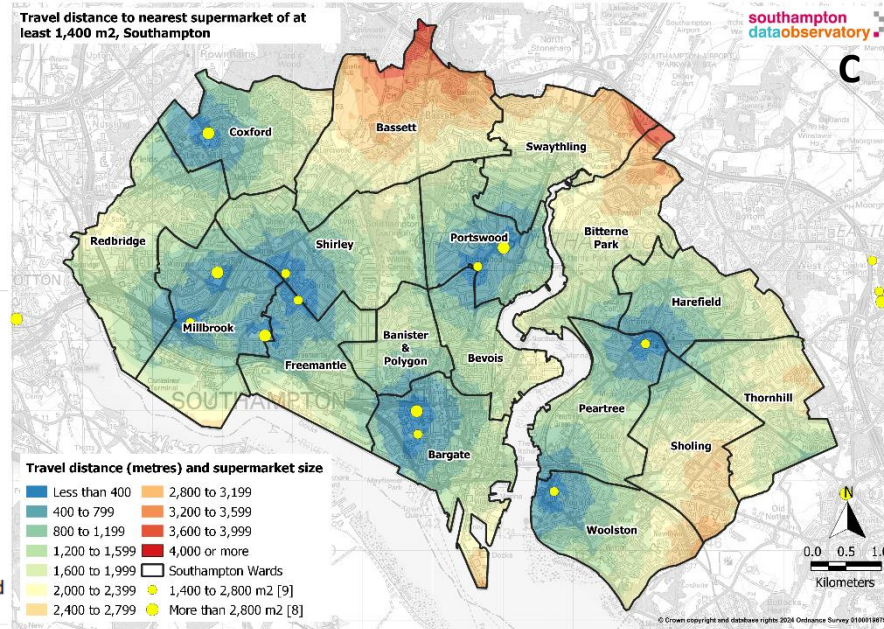 Travel distance to nearest supermarket of at
least 1,400 m2, Southampton
southampton
dataobservatory
C
Coxford
Bassett
Swaythling
Redbridge
Shirley
Portswood
Bitterne
Park
Harefield
Millbrook
Freemantle
Banister
&
Polygon
Bevois
Thornhill
Peartree
Sholing
SOUTHAMPTON
Bargate
Woolston
OTTON
Travel distance (metres) and supermarket size
Less than 400
400 to 799
800 to 1,199
1,200 to 1,599
1,600 to 1,999
2,000 to 2,399
2,400 to 2,799
2,800 to 3,199
3,200 to 3,599
3,600 to 3,999
4,000 or more
Southampton Wards
1,400 to 2,800 m2 [9]
More than 2,800 m2 [8]
N
0.0 0.5 1.0
Kilometers
d
© Crown copyright and database rights 2024 Ordnance Survey